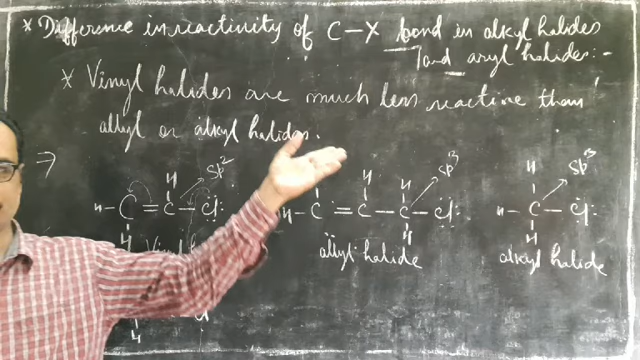 * Difference in reactivity of C-X bond in alkyl halides
and aryl halides:-
* Vinyl halides are much less reactive than
allyl or alkyl halides.
⇒ H sp² H H sp³ H sp³
H-C=C-Cl: H-C=C-C-Cl: H-C-Cl:
H H H
allyl halide alkyl halide
H